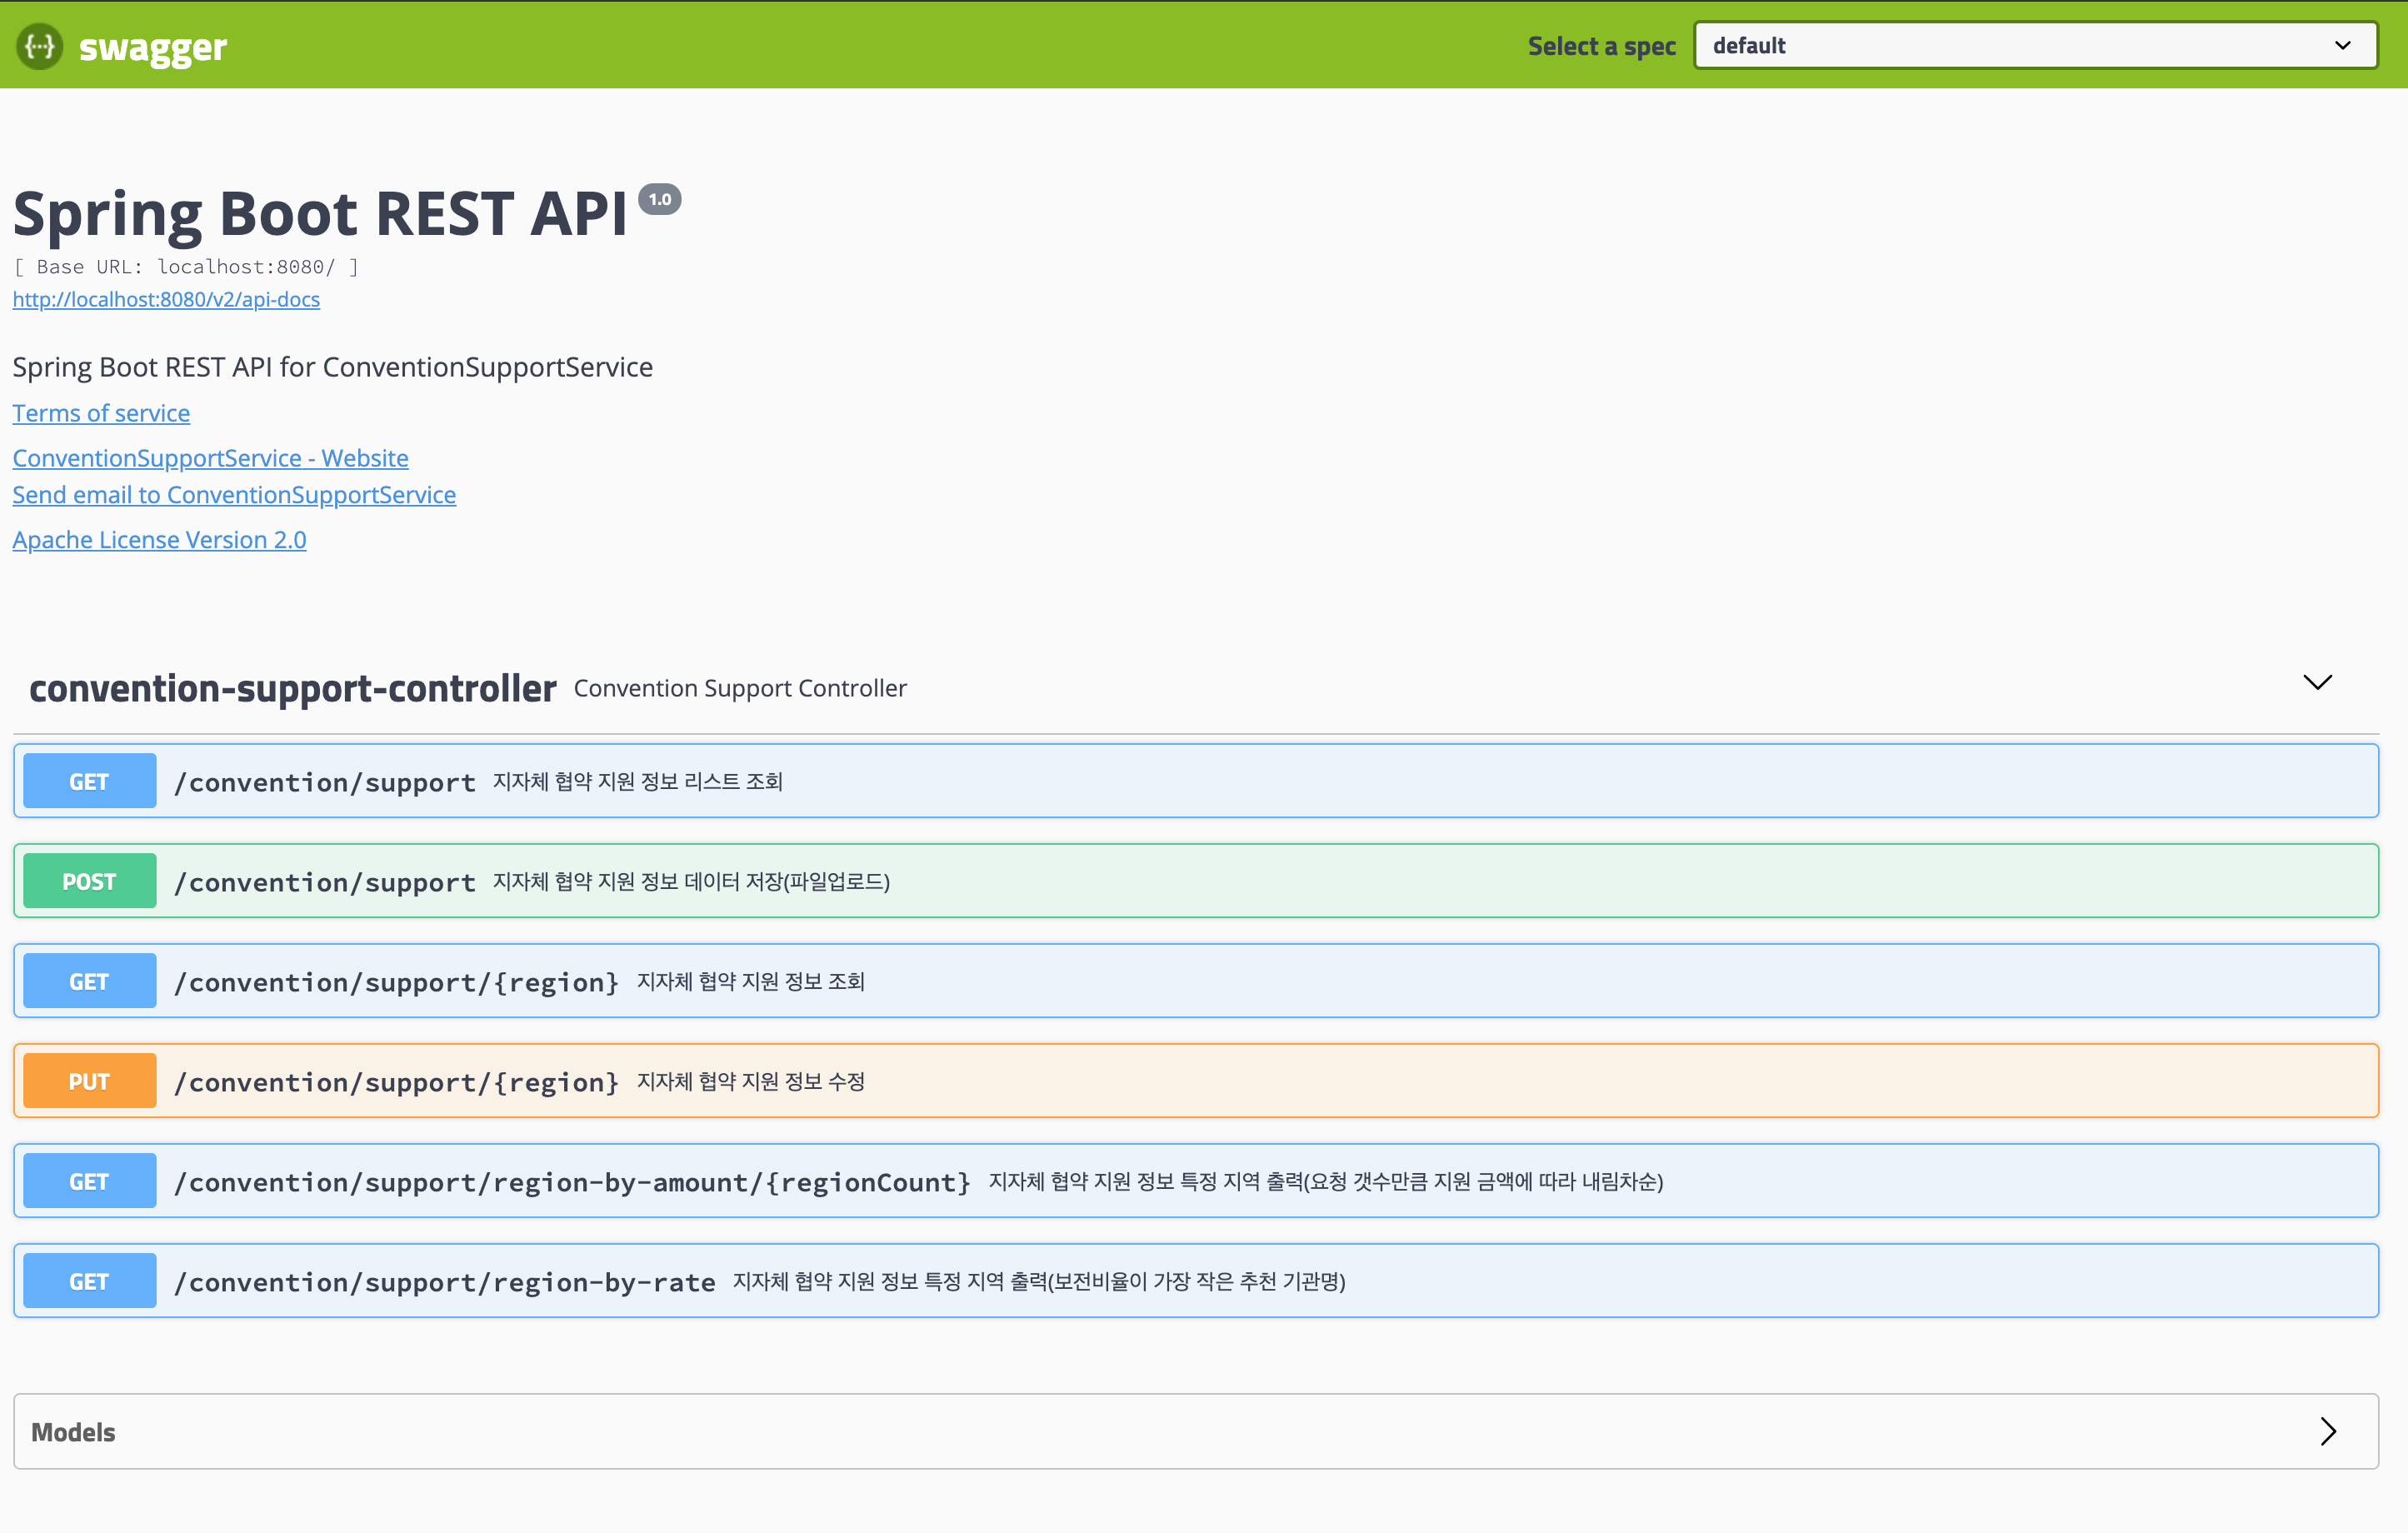 swagger
Select a spec default
Spring Boot REST API 1.0
[ Base URL: localhost:8080/ ]
http://localhost:8080/v2/api-docs
Spring Boot REST API for ConventionSupportService
Terms of service
ConventionSupportService - Website
Send email to ConventionSupportService
Apache License Version 2.0
convention-support-controller Convention Support Controller
GET /convention/support 지자체 협약 지원 정보 리스트 조회
POST /convention/support 지자체 협약 지원 정보 데이터 저장(파일업로드)
GET /convention/support/{region} 지자체 협약 지원 정보 조회
PUT /convention/support/{region} 지자체 협약 지원 정보 수정
GET /convention/support/region-by-amount/{regionCount} 지자체 협약 지원 정보 특정 지역 출력(요청 갯수만큼 지원 금액에 따라 내림차순)
GET /convention/support/region-by-rate 지자체 협약 지원 정보 특정 지역 출력(보전비율이 가장 작은 추천 기관명)
Models